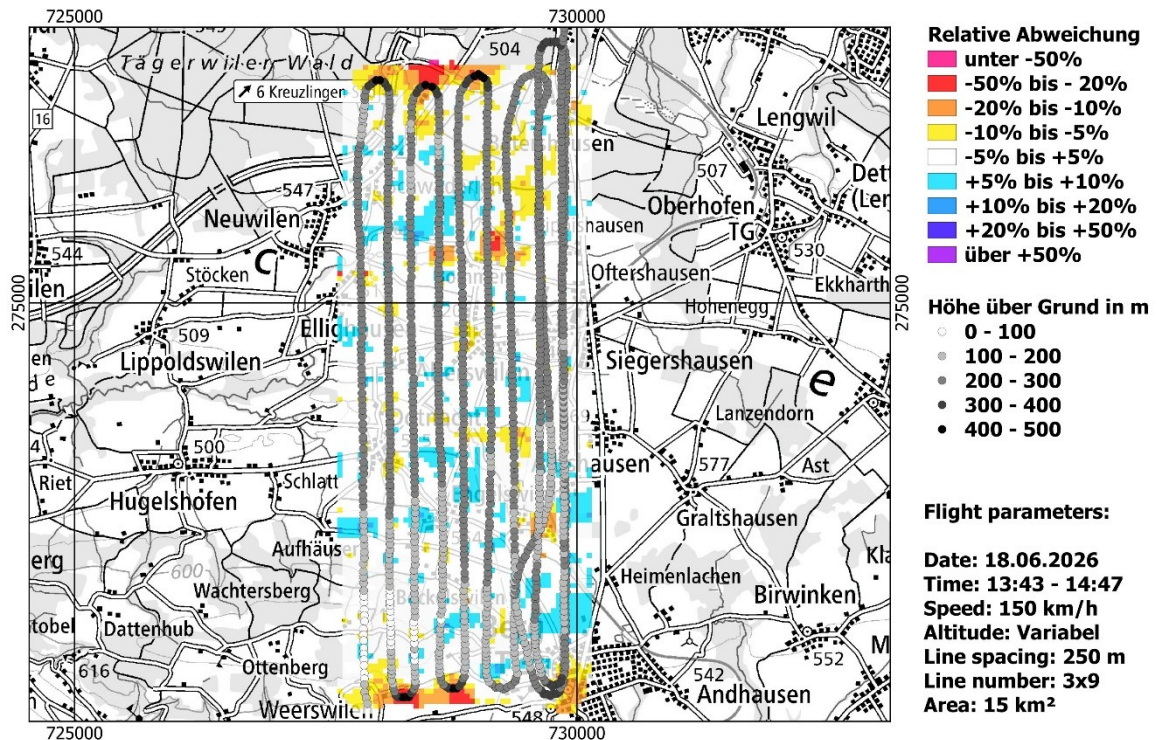 725000
730000
Relative Abweichung
unter -50%
-50% bis - 20%
-20% bis -10%
-10% bis -5%
-5% bis +5%
+5% bis +10%
+10% bis +20%
+20% bis +50%
über +50%
Höhe über Grund in m
0 - 100
100 - 200
200 - 300
300 - 400
400 - 500
Flight parameters:
Date: 18.06.2026
Time: 13:43 - 14:47
Speed: 150 km/h
Altitude: Variabel
Line spacing: 250 m
Line number: 3x9
Area: 15 km²
504
Tägerwilen Wald
6 Kreuzlingen
16
Lengwil
507
547
Neuwilen
Oberhofen
TG
530
544
Stöcken
c
Oftershausen
Ekkharth
275000
275000
Hohenegg
509
Lippoldswilen
Siegershausen
e
Lanzendorn
500
577
Ast
Riet
Schlatt
Hugelshofen
Graltshausen
Aufhäus
600
Heimenlachen
Wachtersberg
Birwinken
Dattenhub
616
Ottenberg
552
542
Andhausen
Weerswilen
548
725000
730000